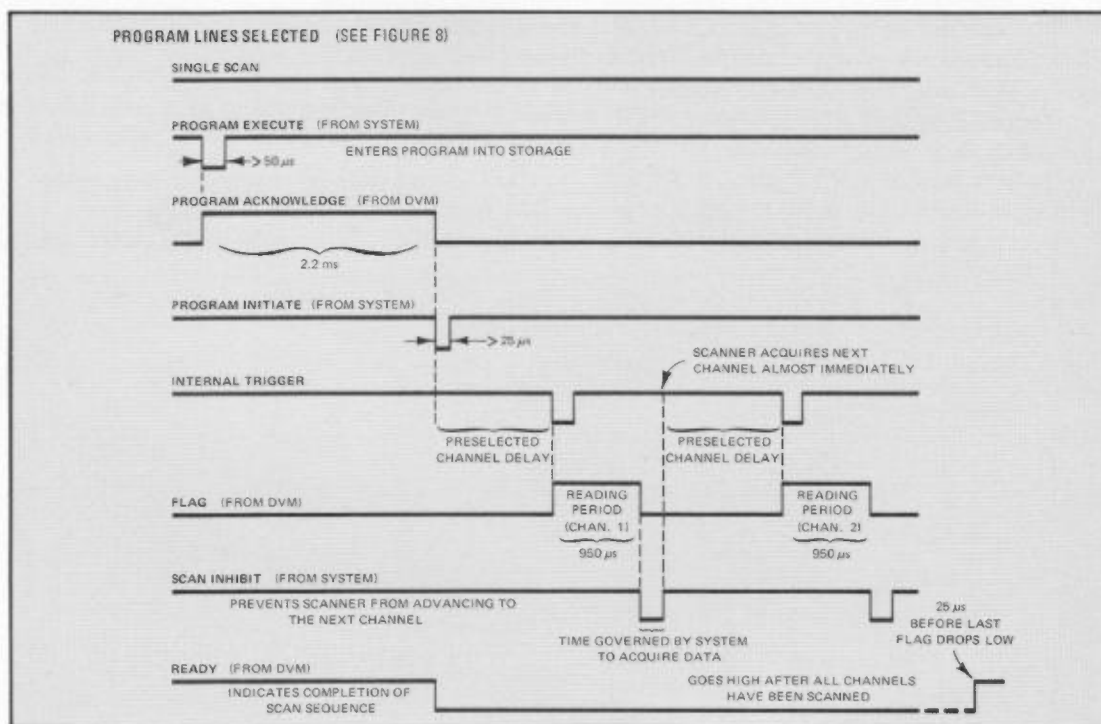 PROGRAM LINES SELECTED (SEE FIGURE 8)
SINGLE SCAN
PROGRAM EXECUTE (FROM SYSTEM)
ENTERS PROGRAM INTO STORAGE
> 50 µs
PROGRAM ACKNOWLEDGE (FROM DVM)
2.2 ms
PROGRAM INITIATE (FROM SYSTEM)
> 25 µs
SCANNER ACQUIRES NEXT
CHANNEL ALMOST IMMEDIATELY
INTERNAL TRIGGER
PRESELECTED
CHANNEL DELAY
PRESELECTED
CHANNEL DELAY
FLAG (FROM DVM)
READING
PERIOD
(CHAN. 1)
950 µs
READING
PERIOD
(CHAN. 2)
950 µs
SCAN INHIBIT (FROM SYSTEM)
PREVENTS SCANNER FROM ADVANCING TO
THE NEXT CHANNEL
TIME GOVERNED BY SYSTEM
TO ACQUIRE DATA
25 µs
BEFORE LAST
FLAG DROPS LOW
READY (FROM DVM)
INDICATES COMPLETION OF
SCAN SEQUENCE
GOES HIGH AFTER ALL CHANNELS
HAVE BEEN SCANNED